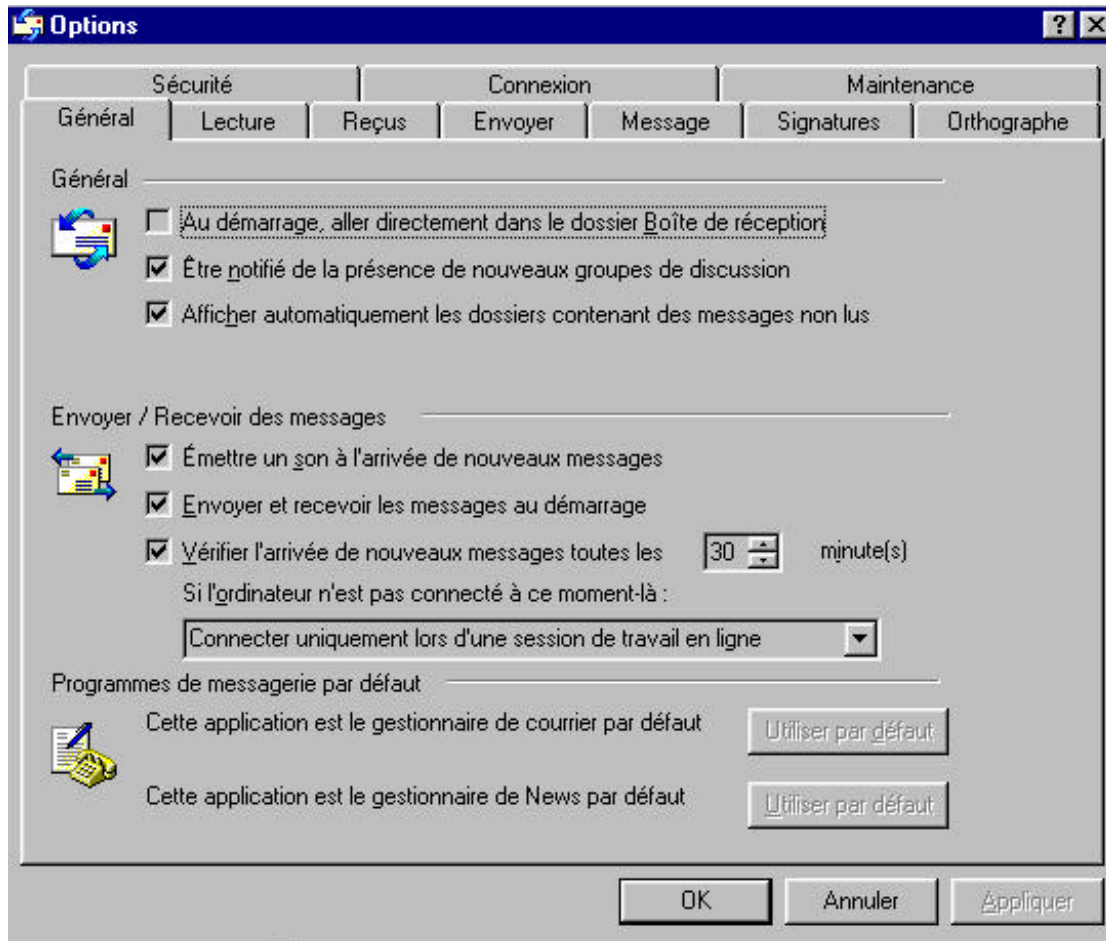 Options
Sécurité Connexion Maintenance
Général Lecture Reçus Envoyer Message Signatures Orthographe
Général
Au démarrage, aller directement dans le dossier Boîte de réception
Être notifié de la présence de nouveaux groupes de discussion
Afficher automatiquement les dossiers contenant des messages non lus
Envoyer / Recevoir des messages
Émettre un son à l'arrivée de nouveaux messages
Envoyer et recevoir les messages au démarrage
Vérifier l'arrivée de nouveaux messages toutes les 30 minute(s)
Si l'ordinateur n'est pas connecté à ce moment-là :
Connecter uniquement lors d'une session de travail en ligne
Programmes de messagerie par défaut
Cette application est le gestionnaire de courrier par défaut Utiliser par défaut
Cette application est le gestionnaire de News par défaut Utiliser par défaut
OK Annuler Appliquer